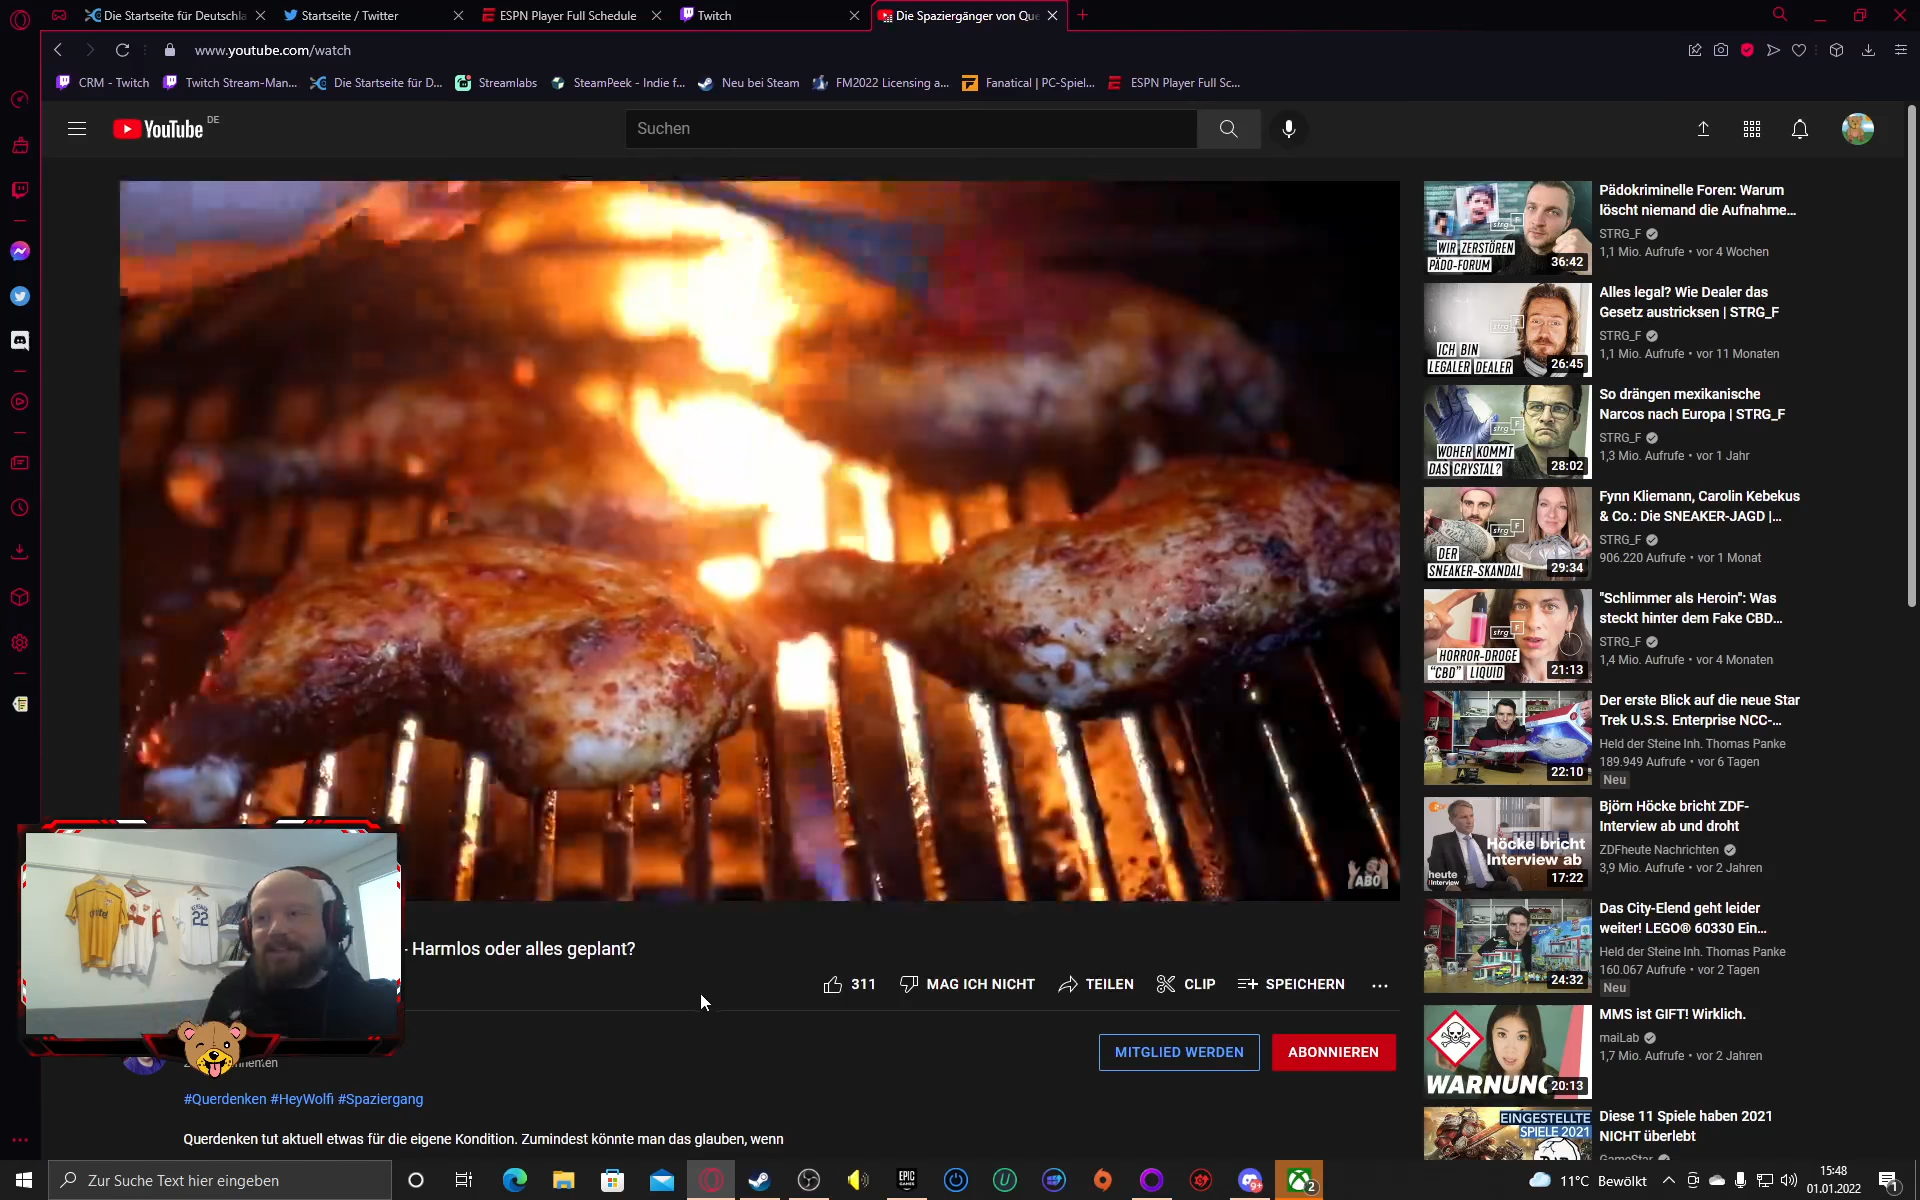 Die Startseite für Deutschla
Startseite / Twitter
ESPN Player Full Schedule
Twitch
Die Spaziergänger von Que
www.youtube.com/watch
CRM - Twitch
Twitch Stream-Man...
Die Startseite für D...
Streamlabs
SteamPeek - Indie f...
Neu bei Steam
FM2022 Licensing a...
Fanatical | PC-Spiel...
ESPN Player Full Sc...
YouTube DE
Suchen
Pädokriminelle Foren: Warum
löscht niemand die Aufnahme...
STRG_F
1,1 Mio. Aufrufe • vor 4 Wochen
WIR ZERSTÖREN
PÄDO-FORUM
strg_F
36:42
Alles legal? Wie Dealer das
Gesetz austricksen | STRG_F
STRG_F
1,1 Mio. Aufrufe • vor 11 Monaten
ICH BIN
LEGALER DEALER
strg_F
26:45
So drängen mexikanische
Narcos nach Europa | STRG_F
STRG_F
1,3 Mio. Aufrufe • vor 1 Jahr
WOHER KOMMT
DAS CRYSTAL?
strg_F
28:02
Fynn Kliemann, Carolin Kebekus
& Co.: Die SNEAKER-JAGD |...
STRG_F
906.220 Aufrufe • vor 1 Monat
DER
SNEAKER-SKANDAL
strg_F
29:34
"Schlimmer als Heroin": Was
steckt hinter dem Fake CBD...
STRG_F
1,4 Mio. Aufrufe • vor 4 Monaten
HORROR-DROGE
"CBD" LIQUID
strg_F
21:13
Der erste Blick auf die neue Star
Trek U.S.S. Enterprise NCC-...
Held der Steine Inh. Thomas Panke
189.949 Aufrufe • vor 6 Tagen
Neu
22:10
Björn Höcke bricht ZDF-
Interview ab und droht
ZDFheute Nachrichten
3,9 Mio. Aufrufe • vor 2 Jahren
Höcke bricht
Interview ab
heute
Interview
17:22
Das City-Elend geht leider
weiter! LEGO® 60330 Ein...
Held der Steine Inh. Thomas Panke
160.067 Aufrufe • vor 2 Tagen
Neu
24:32
MMS ist GIFT! Wirklich.
maiLab
1,7 Mio. Aufrufe • vor 2 Jahren
WARNUNG
20:13
Diese 11 Spiele haben 2021
NICHT überlebt
GameStar
EINGESTELLTE
SPIELE 2021
ABO
22
- Harmlos oder alles geplant?
311
MAG ICH NICHT
TEILEN
CLIP
SPEICHERN
MITGLIED WERDEN
ABONNIEREN
#Querdenken #HeyWolfi #Spaziergang
Querdenken tut aktuell etwas für die eigene Kondition. Zumindest könnte man das glauben, wenn
Zur Suche Text hier eingeben
EPIC
GAMES
9+
2
11°C Bewölkt
15:48
01.01.2022
1